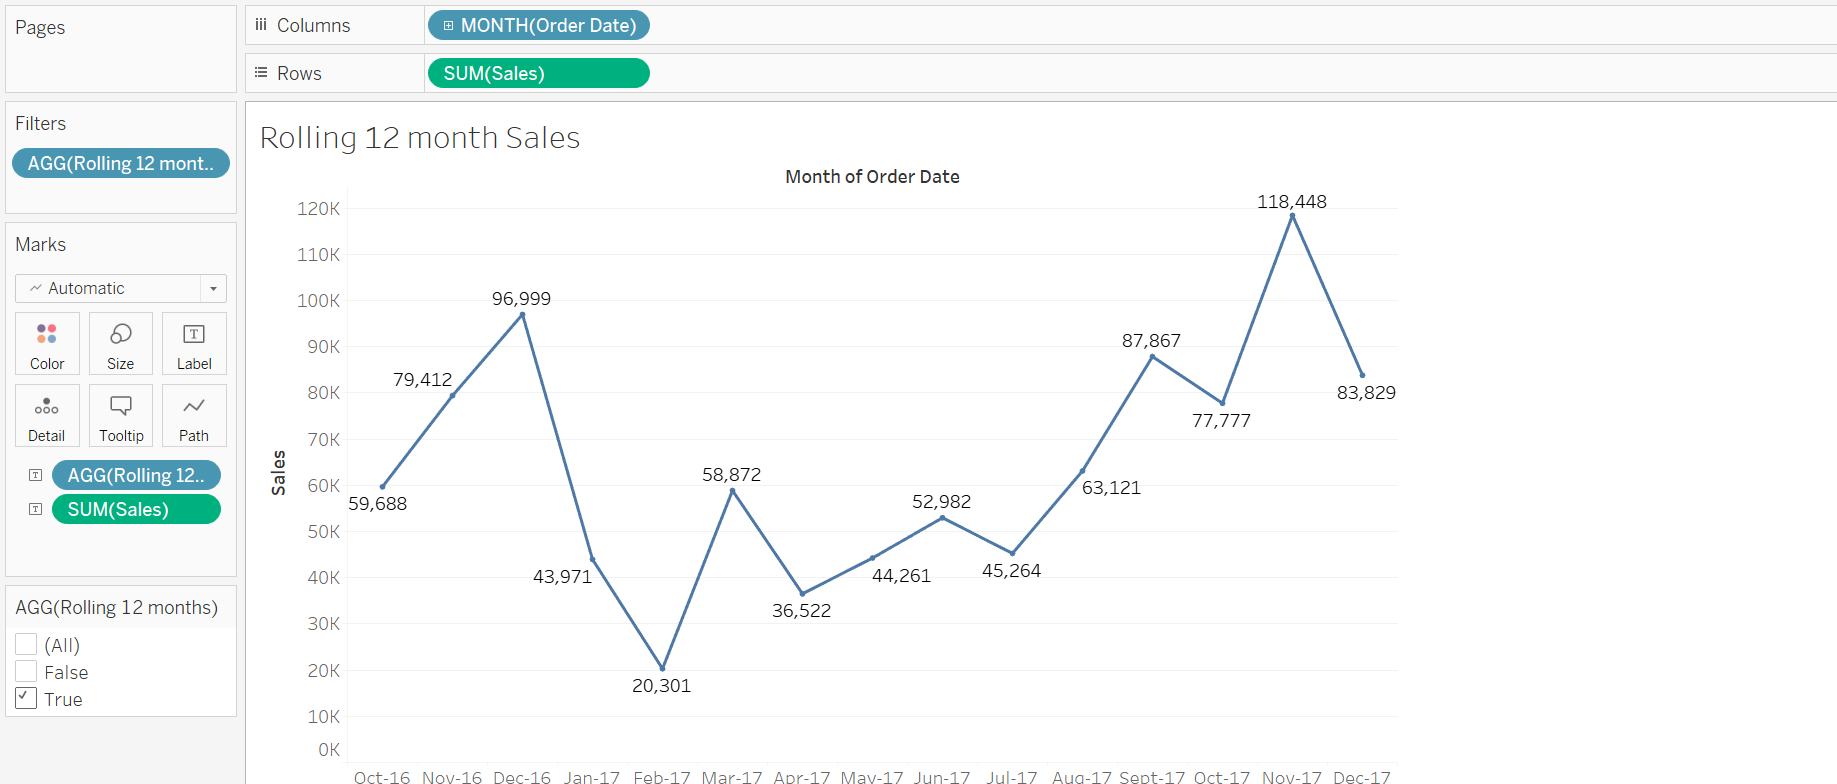 Pages
Columns
MONTH(Order Date)
Rows
SUM(Sales)
Filters
AGG(Rolling 12 mont..
Marks
Automatic
Color Size Label
Detail Tooltip Path
AGG(Rolling 12..
SUM(Sales)
AGG(Rolling 12 months)
(All)
False
True
Rolling 12 month Sales
Month of Order Date
Sales
120K
110K
100K
90K
80K
70K
60K
50K
40K
30K
20K
10K
0K
59,688
79,412
96,999
43,971
20,301
58,872
36,522
44,261
52,982
45,264
63,121
87,867
77,777
118,448
83,829
Oct-16 Nov-16 Dec-16 Jan-17 Feb-17 Mar-17 Apr-17 May-17 Jun-17 Jul-17 Aug-17 Sept-17 Oct-17 Nov-17 Dec-17